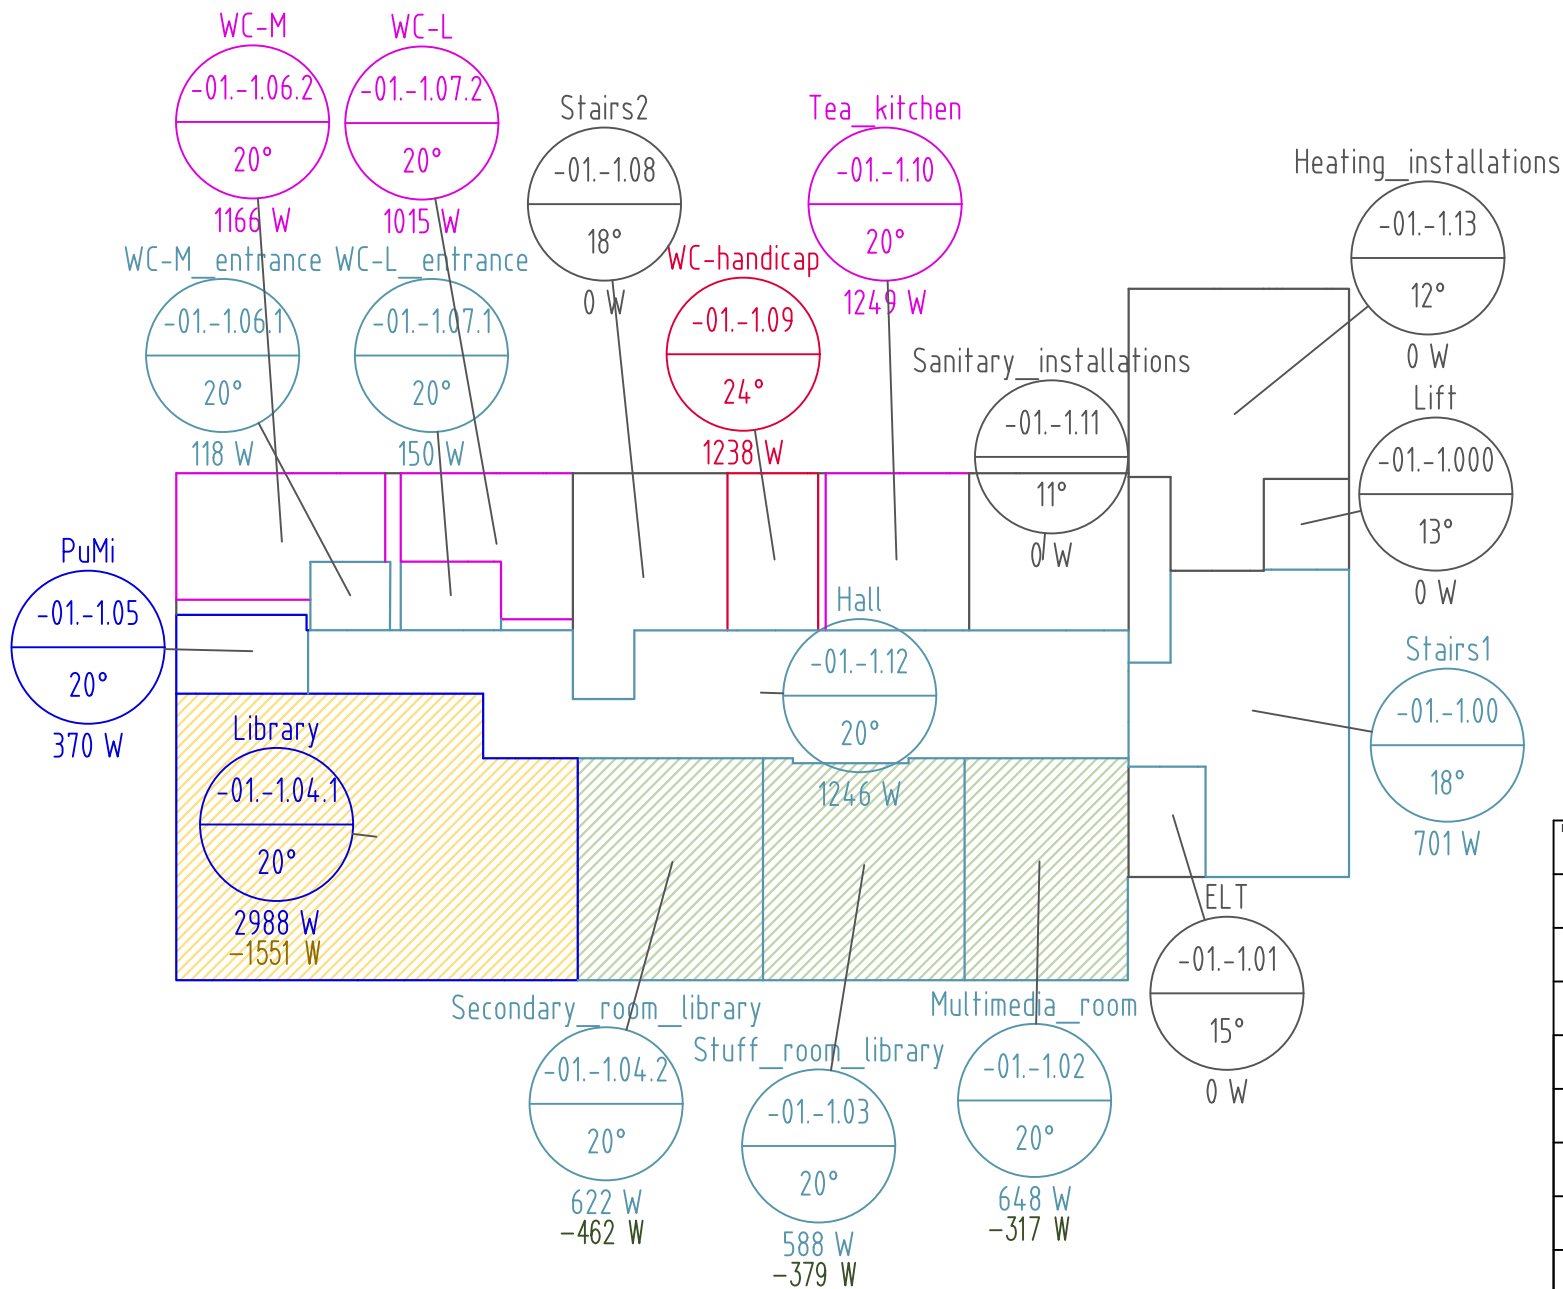 WC-M
-01.-1.06.2
20°
1166 W
WC-L
-01.-1.07.2
20°
1015 W
Stairs2
-01.-1.08
18°
0 W
Tea_kitchen
-01.-1.10
20°
1249 W
Heating_installations
-01.-1.13
12°
0 W
WC-M_entrance
-01.-1.06.1
20°
118 W
WC-L_entrance
-01.-1.07.1
20°
150 W
WC-handicap
-01.-1.09
24°
1238 W
Sanitary_installations
-01.-1.11
11°
0 W
Lift
-01.-1.000
13°
0 W
PuMi
-01.-1.05
20°
370 W
Hall
-01.-1.12
20°
1246 W
Stairs1
-01.-1.00
18°
701 W
Library
-01.-1.04.1
20°
2988 W
-1551 W
ELT
-01.-1.01
15°
0 W
Secondary_room_library
-01.-1.04.2
20°
622 W
-462 W
Stuff_room_library
-01.-1.03
20°
588 W
-379 W
Multimedia_room
-01.-1.02
20°
648 W
-317 W